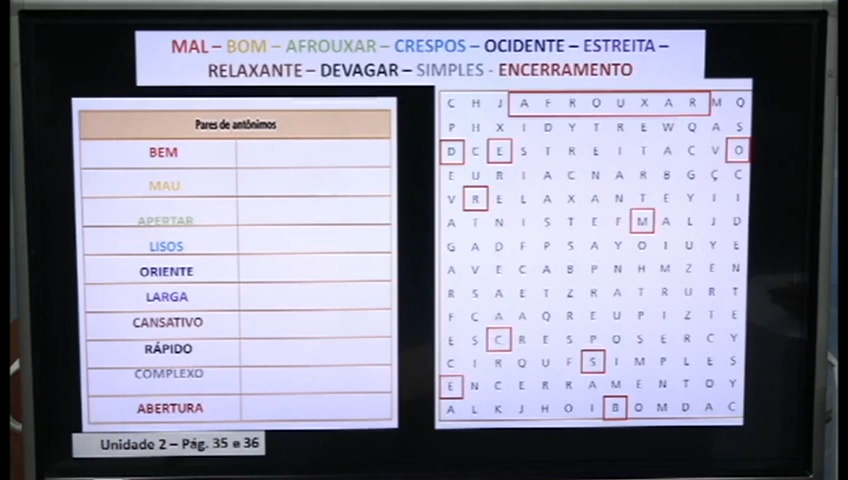 MAL – BOM – AFROUXAR – CRESPOS – OCIDENTE – ESTREITA –
RELAXANTE – DEVAGAR – SIMPLES - ENCERRAMENTO
Pares de antônimos
BEM
MAU
APERTAR
LISOS
ORIENTE
LARGA
CANSATIVO
RÁPIDO
COMPLEXO
ABERTURA
Unidade 2 – Pág. 35 e 36
C H J A F R O U X A R M Q
P H X I D Y T R E W Q A S
D C E S T R E I T A C V O
E U R I A C N A R B G Ç C
V R E L A X A N T E Y I I
A T N I S T E F M A L J D
G A D F P S A Y O I U Y E
A V E C A B P N H M Z E N
R S A E T Z R A T R U R T
F C A A Q R E U P I Z T E
E S C R E S P O S E R C Y
C I R Q U F S I M P L E S
E N C E R R A M E N T O Y
A L K J H O I B O M D A C